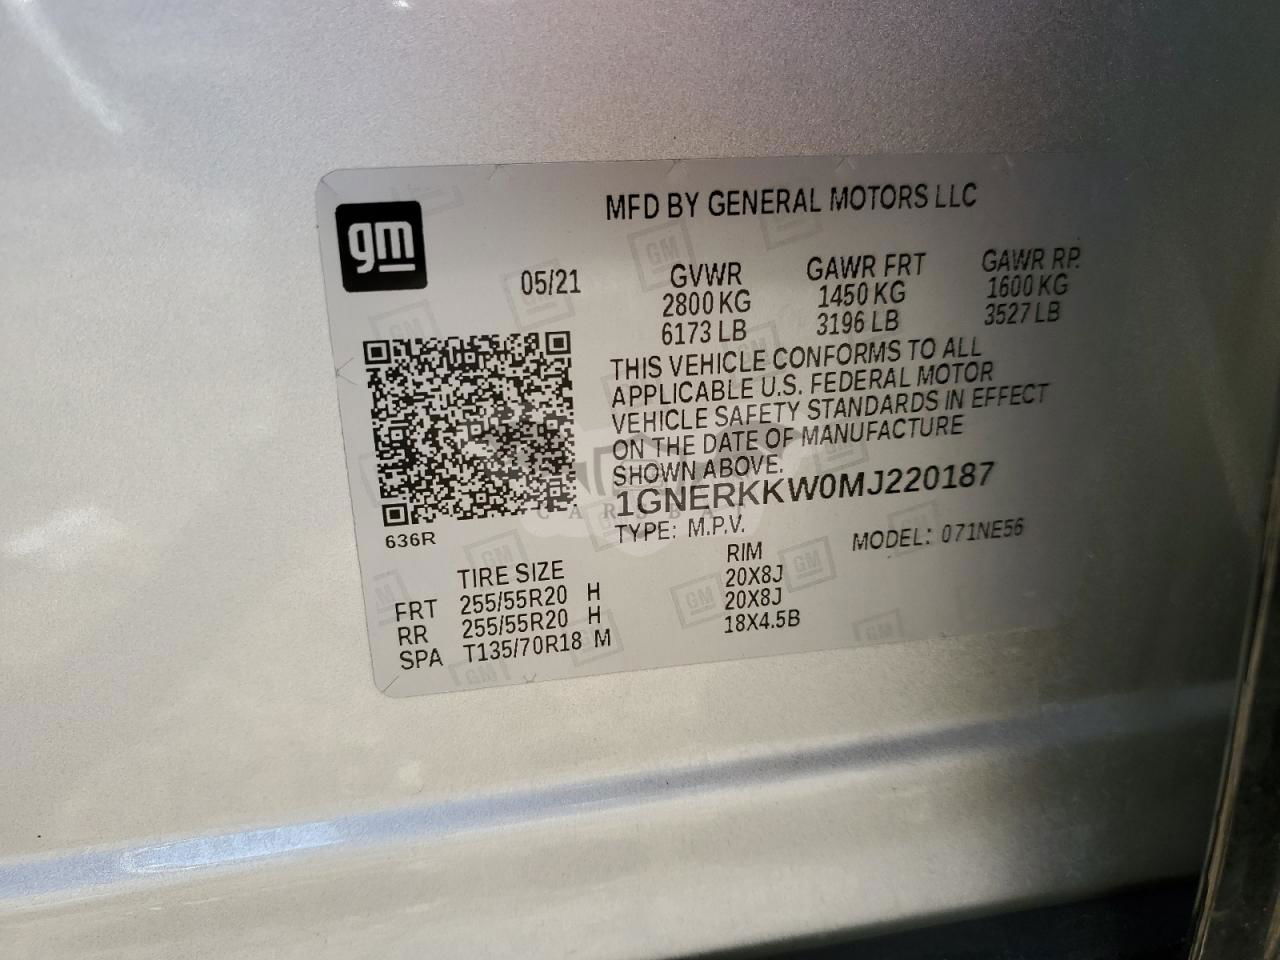 MFD BY GENERAL MOTORS LLC
gm
05/21
GVWR GAWR FRT GAWR RR
2800 KG 1450 KG 1600 KG
6173 LB 3196 LB 3527 LB
THIS VEHICLE CONFORMS TO ALL
APPLICABLE U.S. FEDERAL MOTOR
VEHICLE SAFETY STANDARDS IN EFFECT
ON THE DATE OF MANUFACTURE
SHOWN ABOVE.
1GNERKKW0MJ220187
TYPE: M.P.V. MODEL: 071NE56
636R
TIRE SIZE RIM
FRT 255/55R20 H 20X8J
RR 255/55R20 H 20X8J
SPA T135/70R18 M 18X4.5B